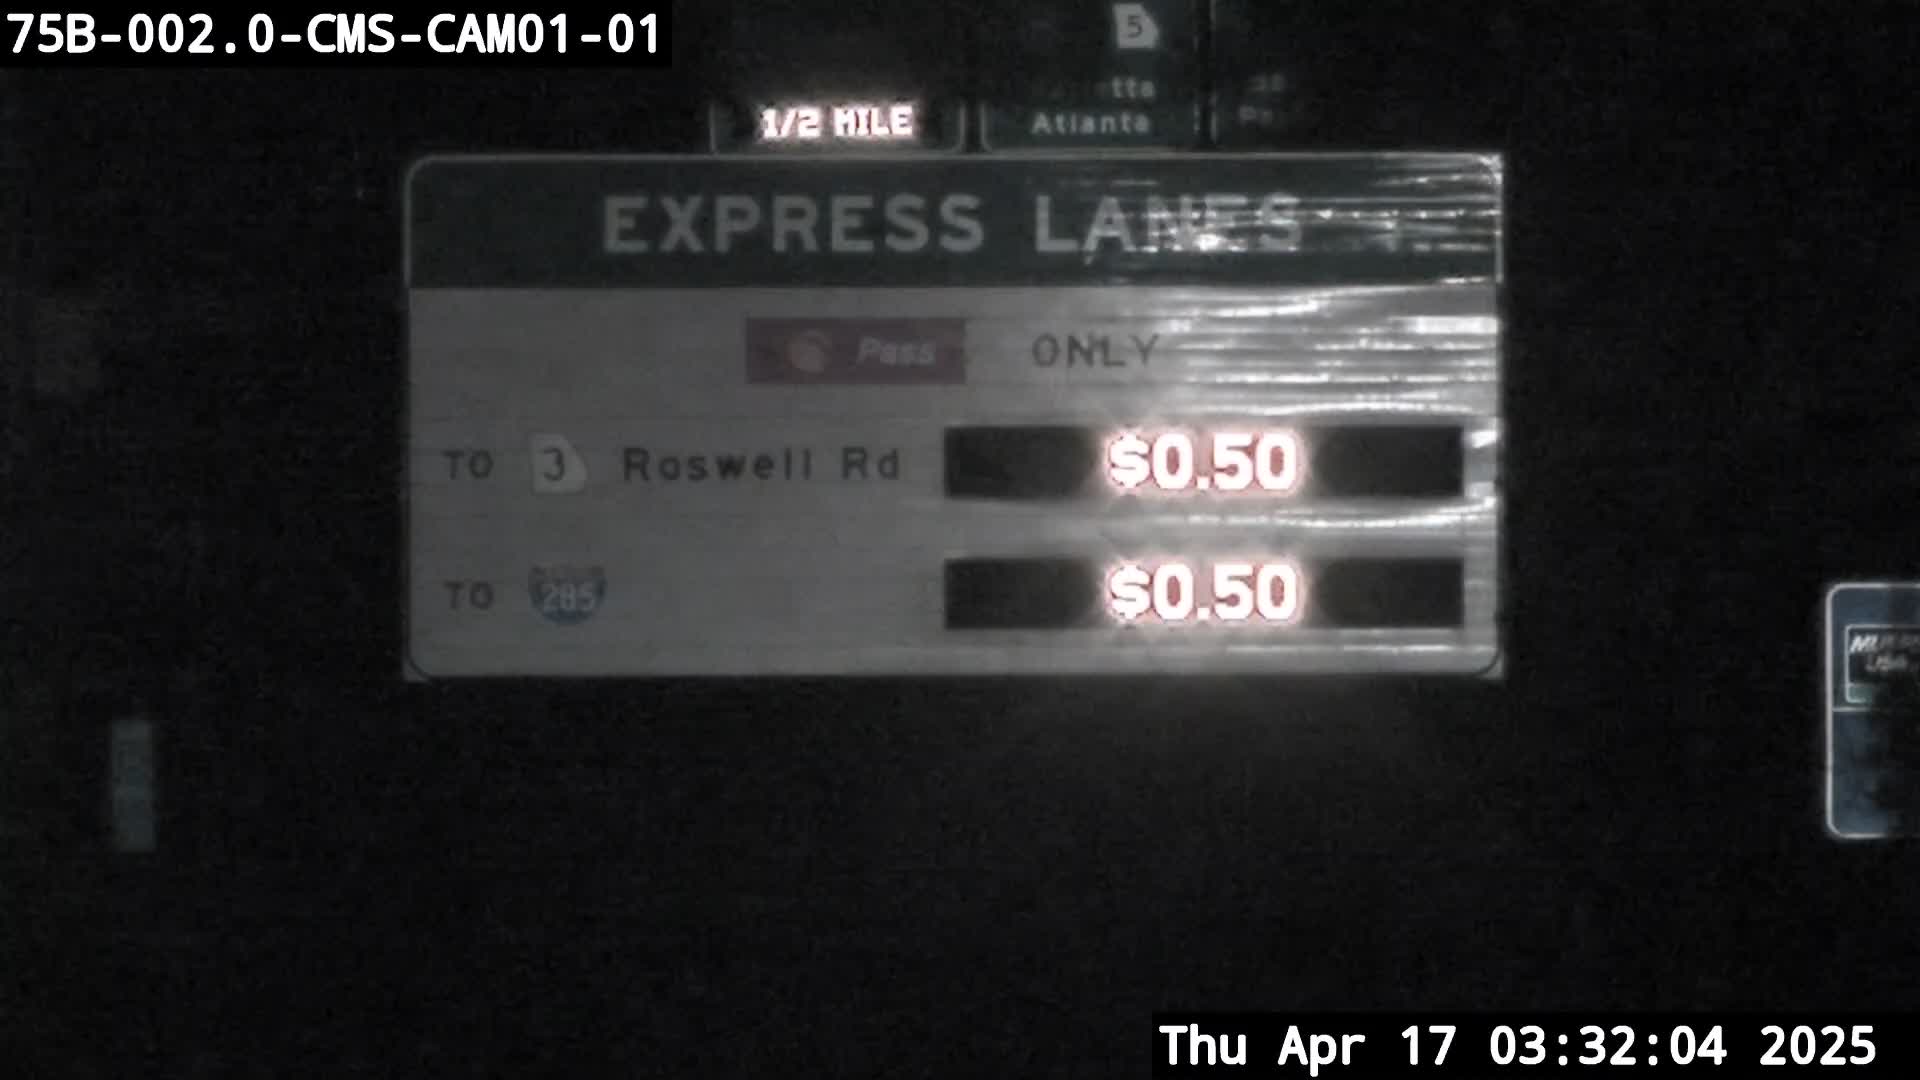 75B-002.0-CMS-CAM01-01
5
1/2 MILE
Atlanta
EXPRESS LANES
Pass ONLY
TO 3 Roswell Rd $0.50
TO 285 $0.50
Thu Apr 17 03:32:04 2025